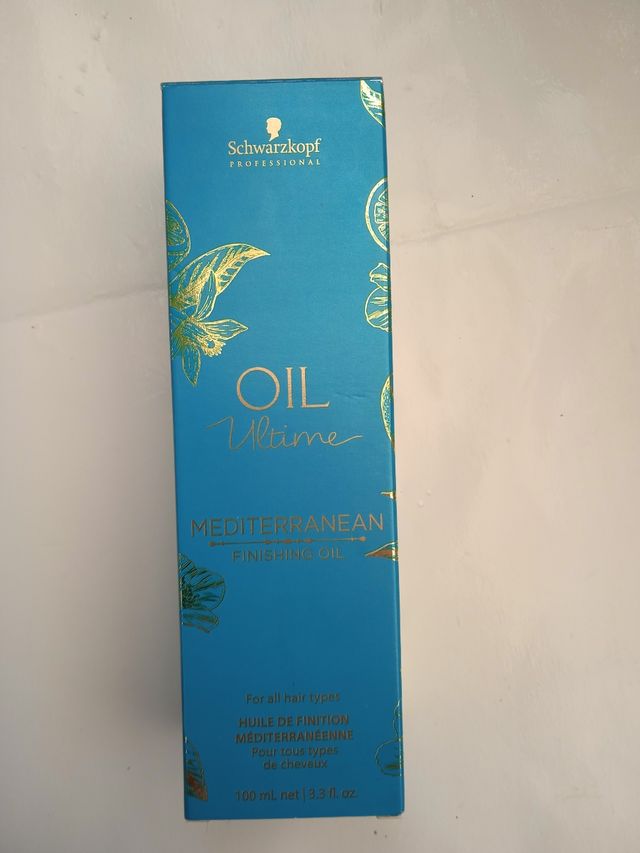 Schwarzkopf
PROFESSIONAL
OIL
Ultime
MEDITERRANEAN
FINISHING OIL
For all hair types
HUILE DE FINITION
MÉDITERRANÉENNE
Pour tous types
de cheveux
100 mL net | 3.3 fl. oz.